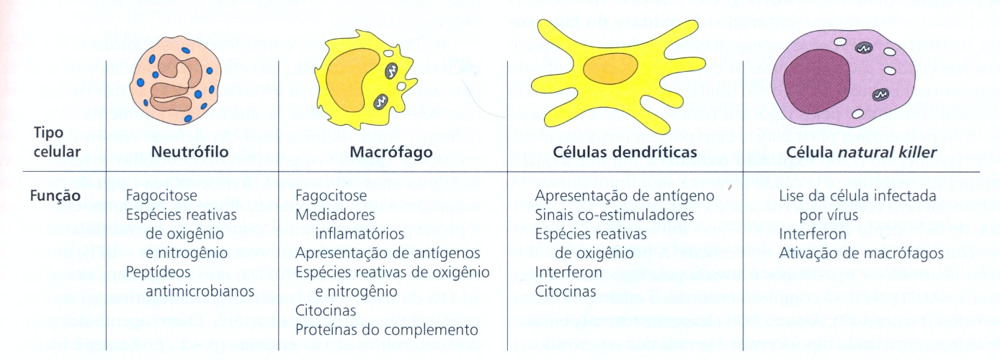 Tipo
celular
Neutrófilo
Macrófago
Células dendríticas
Célula natural killer
Função
Fagocitose
Espécies reativas
de oxigênio
e nitrogênio
Peptídeos
antimicrobianos
Fagocitose
Mediadores
inflamatórios
Apresentação de antígenos
Espécies reativas de oxigênio
e nitrogênio
Citocinas
Proteínas do complemento
Apresentação de antígeno
Sinais co-estimuladores
Espécies reativas
de oxigênio
Interferon
Citocinas
Lise da célula infectada
por vírus
Interferon
Ativação de macrófagos